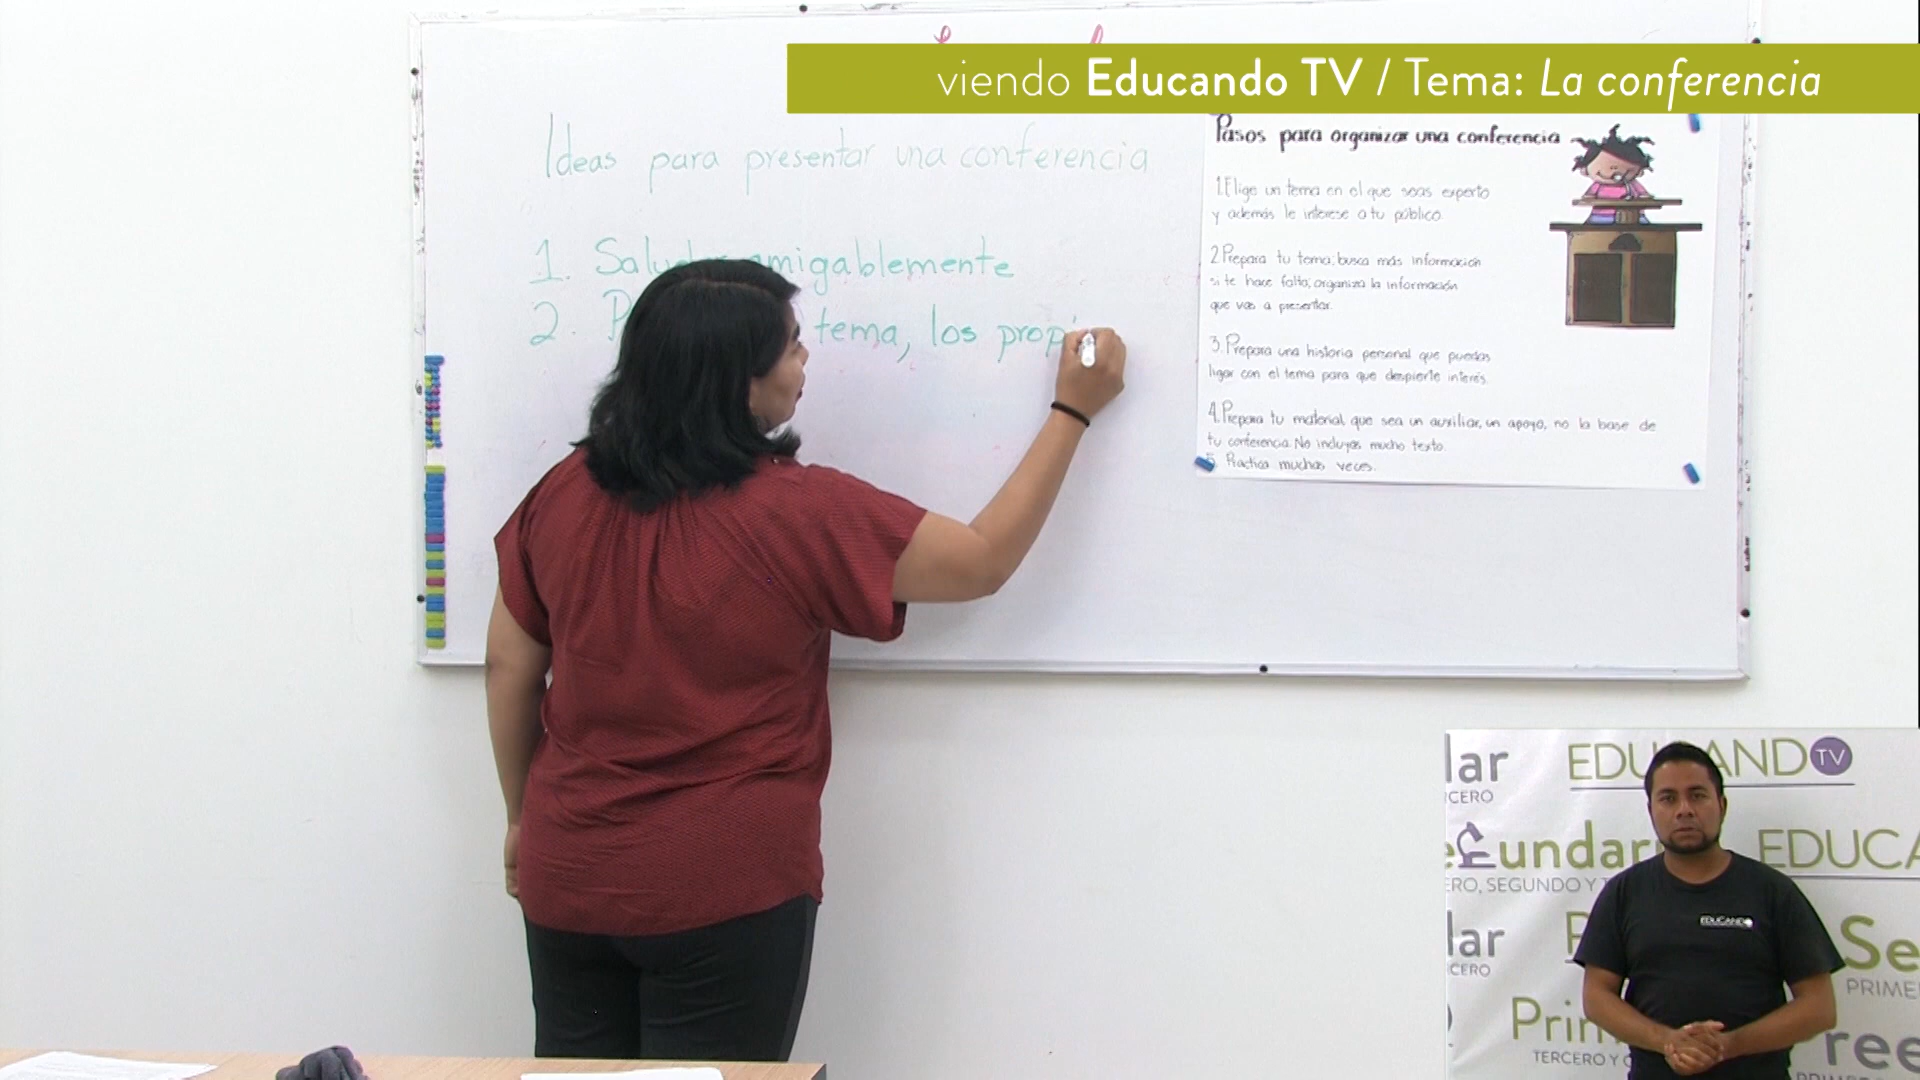 viendo Educando TV / Tema: La conferencia
Ideas para presentar una conferencia
1. Saludar amigablemente
2. P tema, los propi
Pasos para organizar una conferencia
1. Elige un tema en el que seas experto
y además le interese a tu público.
2. Prepara tu tema; busca más información
si te hace falta; organiza la información
que vas a presentar.
3. Prepara una historia personal que puedas
ligar con el tema para que despierte interés.
4. Prepara tu material que sea un auxiliar, un apoyo, no la base de
tu conferencia. No incluyas mucho texto.
5. Practica muchas veces.
lar
CERO
EDUCANDO TV
ecundari
ERO, SEGUNDO Y T
EDUCA
EDUCANDO
lar
CERO
P
Se
PRIME
Prim
TERCERO Y C
ree